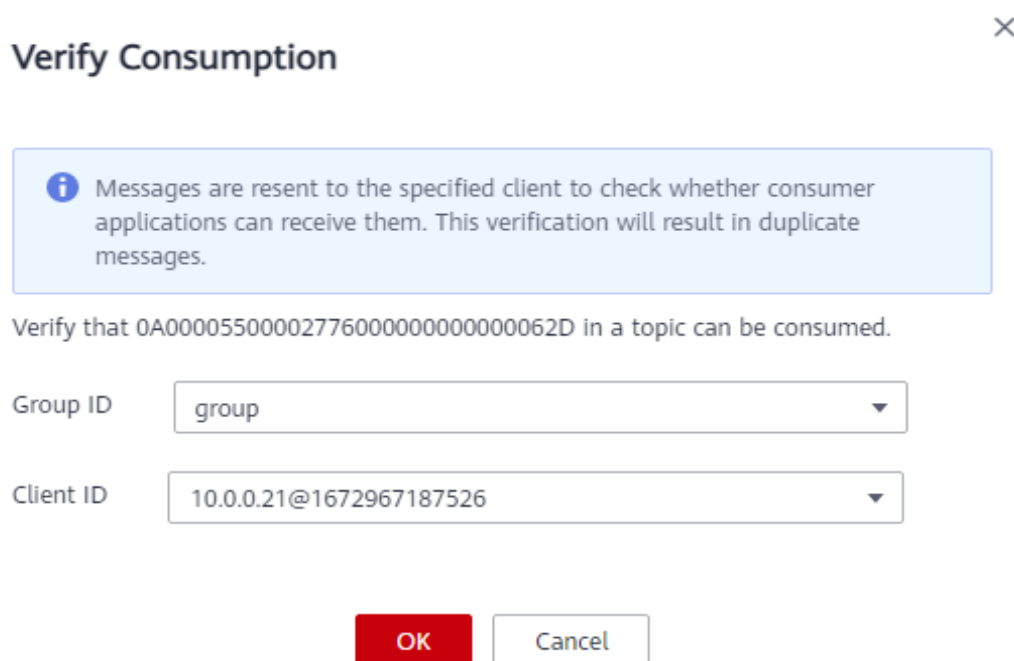 Verify Consumption
Messages are resent to the specified client to check whether consumer
applications can receive them. This verification will result in duplicate
messages.
Verify that 0A00005500002776000000000000062D in a topic can be consumed.
Group ID
group
Client ID
10.0.0.21@1672967187526
OK
Cancel